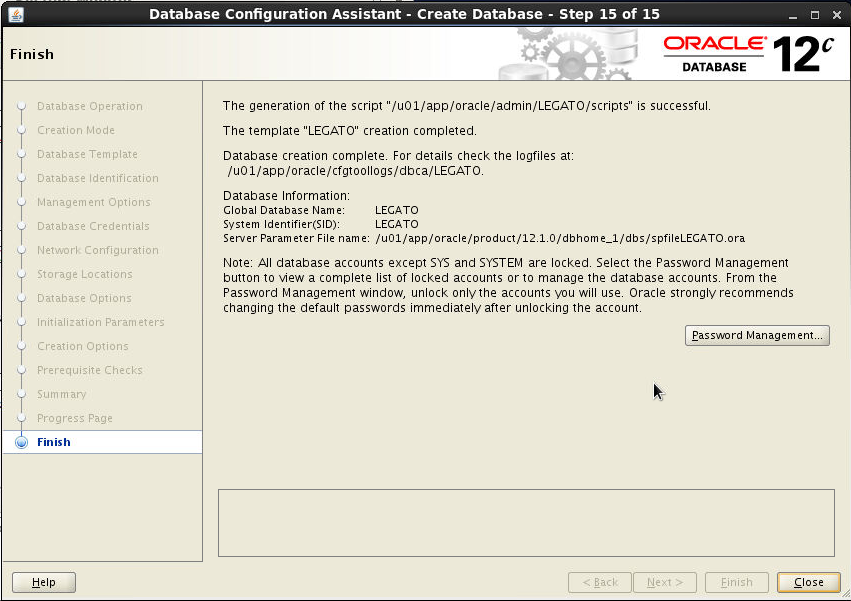 Database Configuration Assistant - Create Database - Step 15 of 15
Finish
ORACLE®
DATABASE
12c
Database Operation
Creation Mode
Database Template
Database Identification
Management Options
Database Credentials
Network Configuration
Storage Locations
Database Options
Initialization Parameters
Creation Options
Prerequisite Checks
Summary
Progress Page
Finish
The generation of the script "/u01/app/oracle/admin/LEGATO/scripts" is successful.
The template "LEGATO" creation completed.
Database creation complete. For details check the logfiles at:
/u01/app/oracle/cfgtoollogs/dbca/LEGATO.
Database Information:
Global Database Name: LEGATO
System Identifier(SID): LEGATO
Server Parameter File name: /u01/app/oracle/product/12.1.0/dbhome_1/dbs/spfileLEGATO.ora
Note: All database accounts except SYS and SYSTEM are locked. Select the Password Management
button to view a complete list of locked accounts or to manage the database accounts. From the
Password Management window, unlock only the accounts you will use. Oracle strongly recommends
changing the default passwords immediately after unlocking the account.
Password Management...
Help
< Back
Next >
Finish
Close